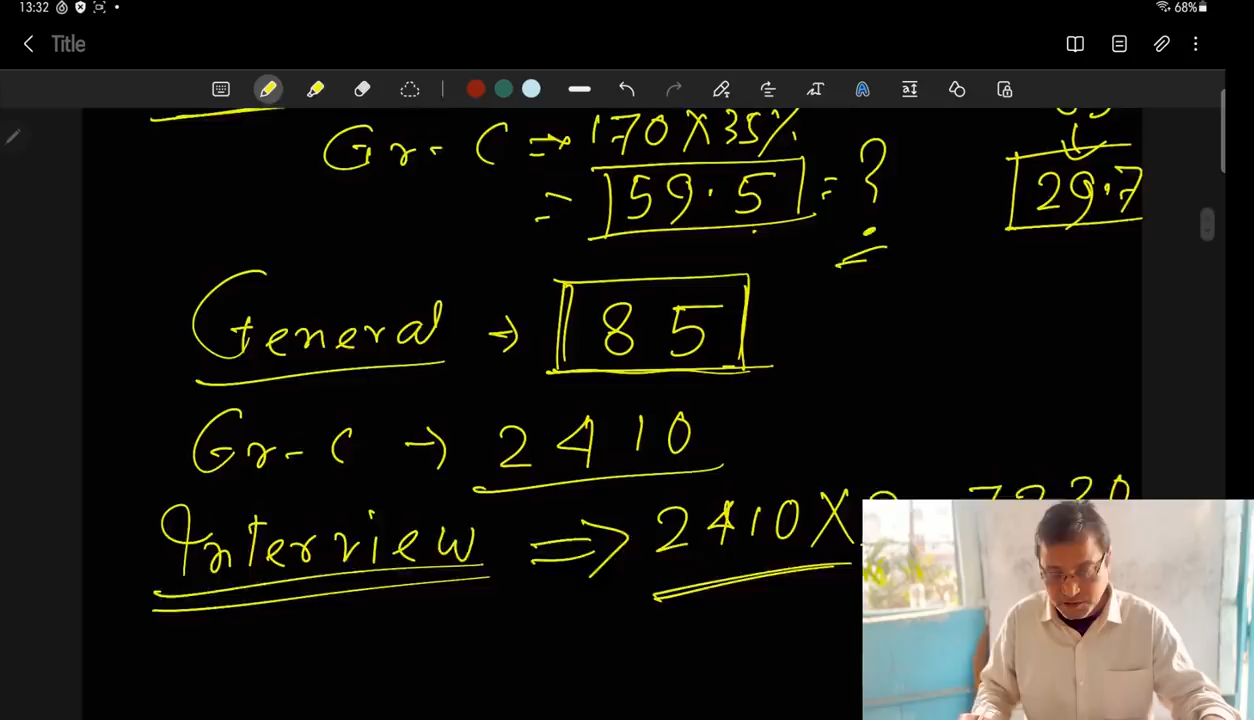 13:32
68%
Title
Gr- C ⇒ 170 X 35%
= 59.5 = ?
29.7
General → 85
Gr- C → 2410
Interview ⇒ 2410 X